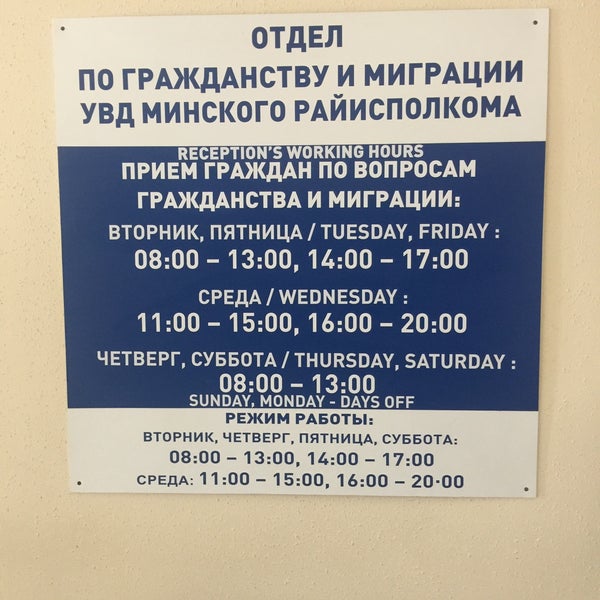 ОТДЕЛ
ПО ГРАЖДАНСТВУ И МИГРАЦИИ
УВД МИНСКОГО РАЙИСПОЛКОМА
RECEPTION'S WORKING HOURS
ПРИЕМ ГРАЖДАН ПО ВОПРОСАМ
ГРАЖДАНСТВА И МИГРАЦИИ:
ВТОРНИК, ПЯТНИЦА / TUESDAY, FRIDAY :
08:00 – 13:00, 14:00 – 17:00
СРЕДА / WEDNESDAY :
11:00 – 15:00, 16:00 – 20:00
ЧЕТВЕРГ, СУББОТА / THURSDAY, SATURDAY :
08:00 – 13:00
SUNDAY, MONDAY - DAYS OFF
РЕЖИМ РАБОТЫ:
ВТОРНИК, ЧЕТВЕРГ, ПЯТНИЦА, СУББОТА:
08:00 – 13:00, 14:00 – 17:00
СРЕДА: 11:00 – 15:00, 16:00 – 20:00